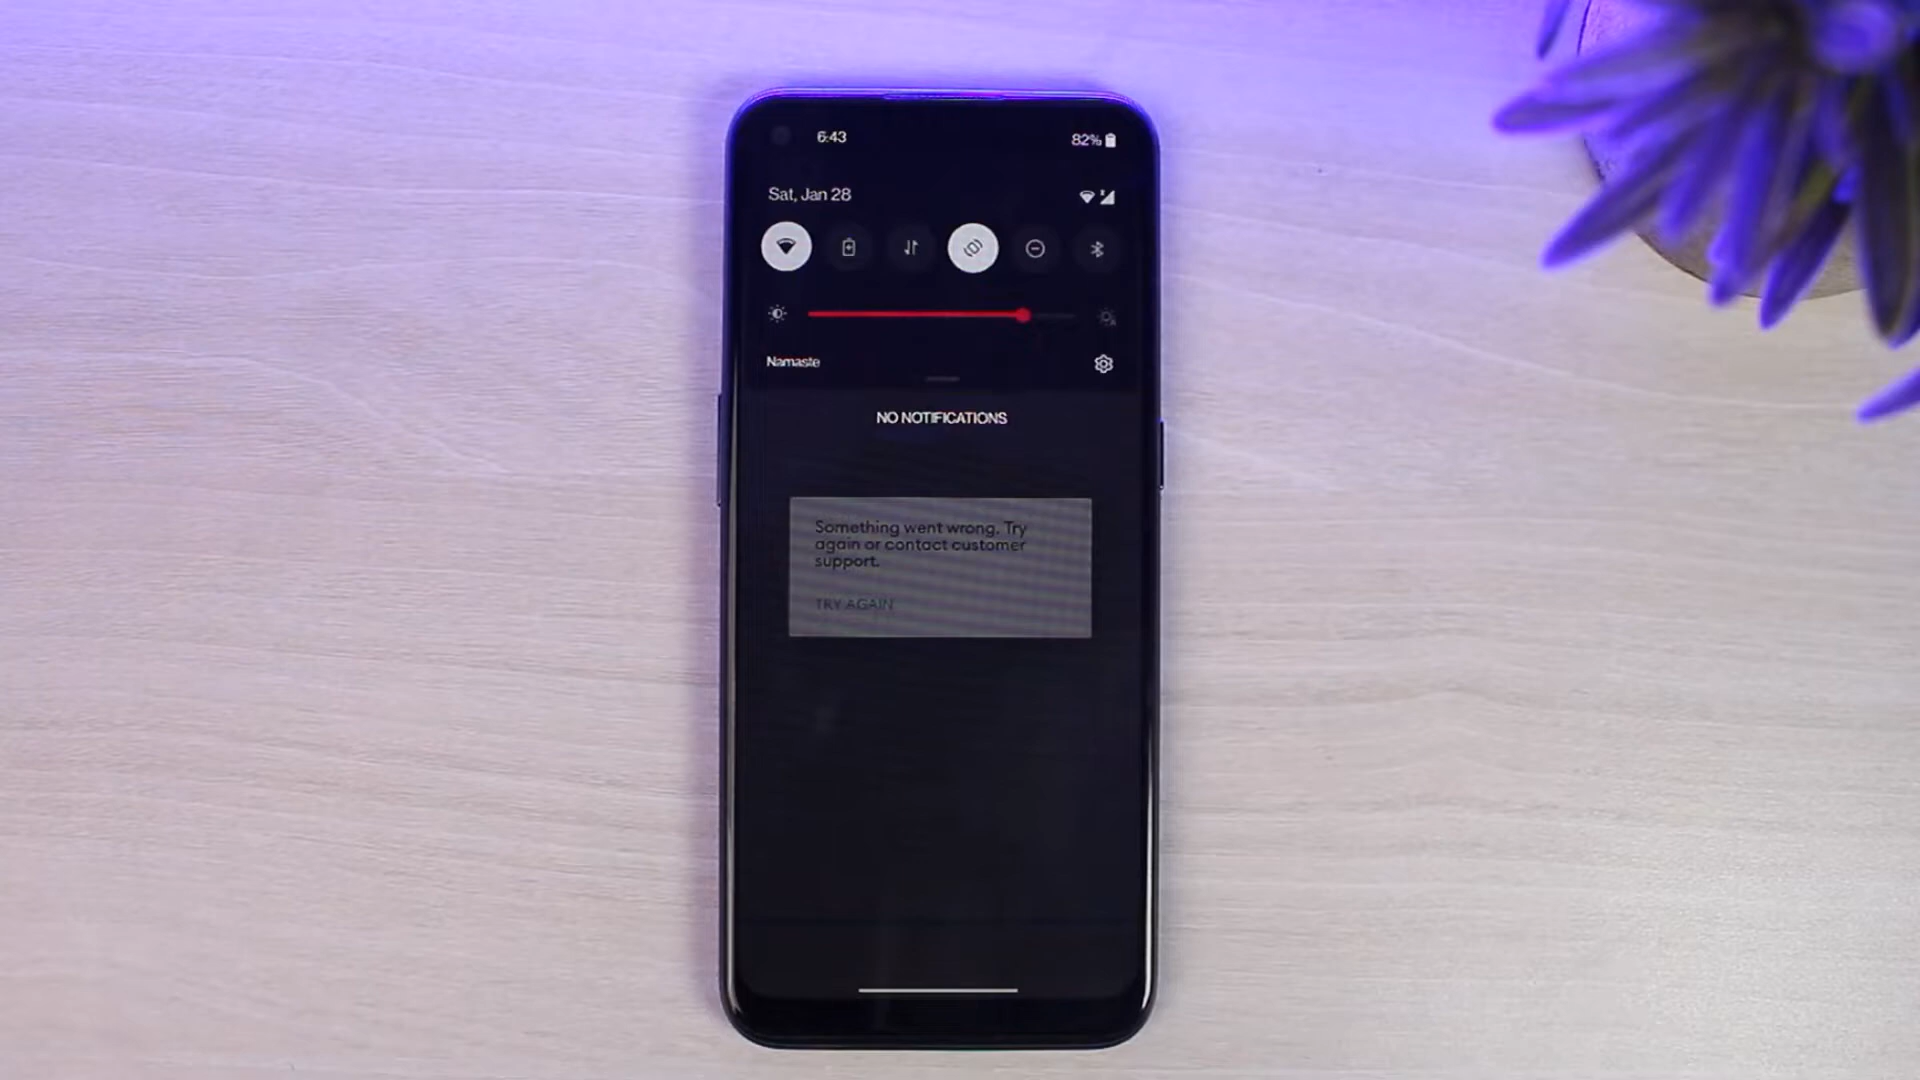 6:43
82%
Sat, Jan 28
Namaste
NO NOTIFICATIONS
Something went wrong. Try
again or contact customer
support.
TRY AGAIN